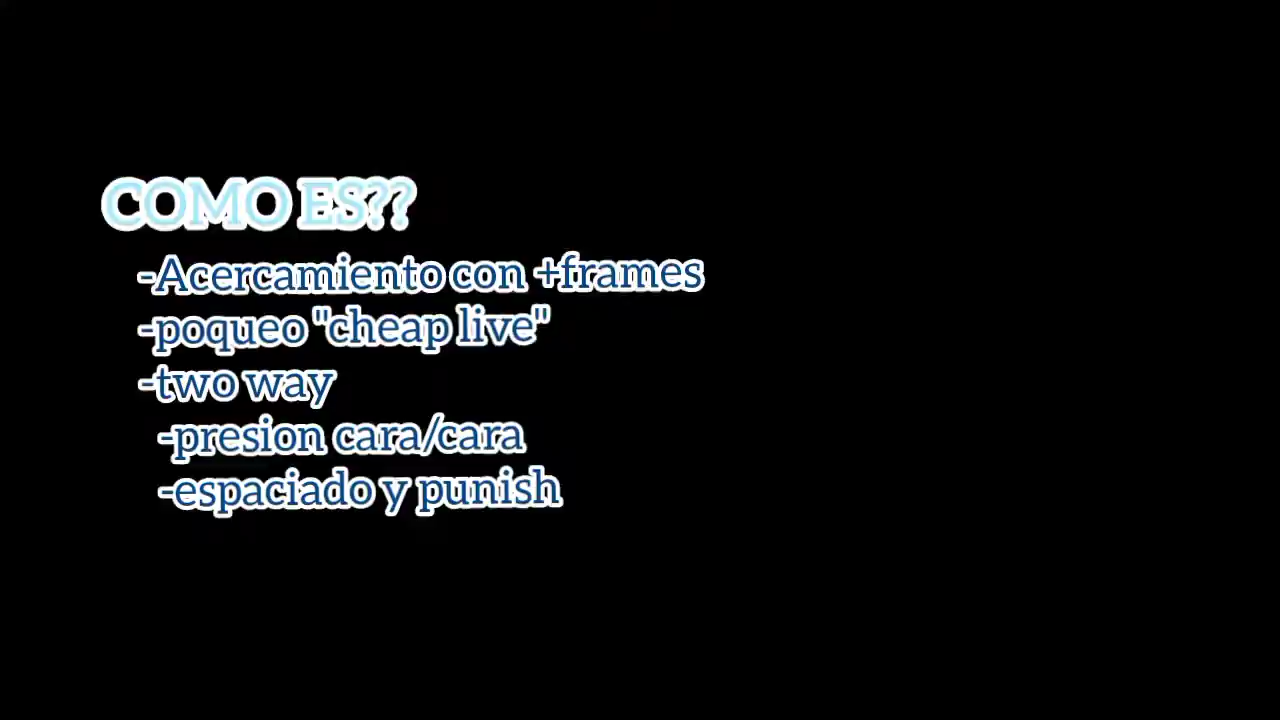 COMO ES??
-Acercamiento con +frames
-poqueo "cheap live"
-two way
-presion cara/cara
-espaciado y punish